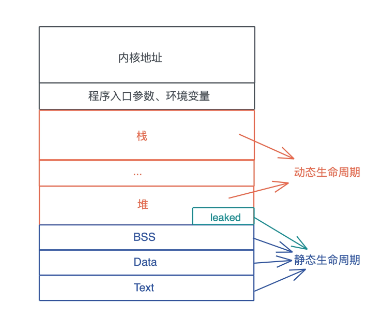 内核地址
程序入口参数、环境变量
栈
...
动态生命周期
堆
leaked
BSS
Data
静态生命周期
Text